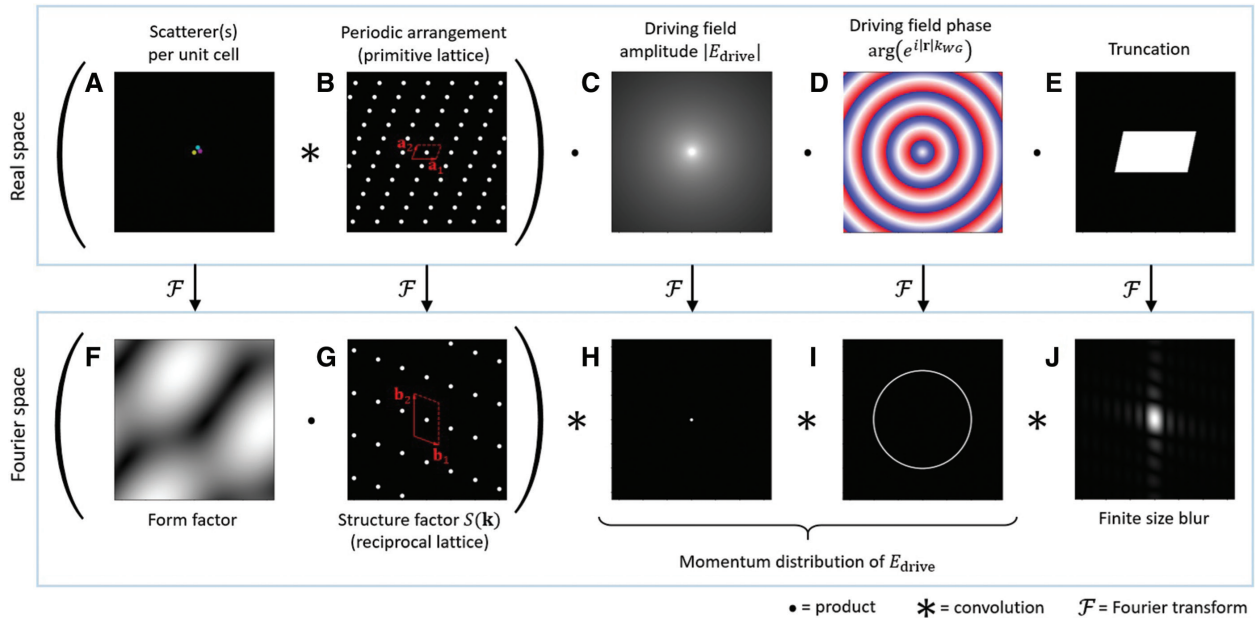 Scatterer(s)
per unit cell
Periodic arrangement
(primitive lattice)
Driving field
amplitude |E_drive|
Driving field phase
arg(e^{i|r|k_{WG}})
Truncation
Real space
A
B
a₂
a₁
C
D
E
ℱ
ℱ
ℱ
ℱ
ℱ
Fourier space
F
G
b₂
b₁
H
I
J
Form factor
Structure factor S(k)
(reciprocal lattice)
Momentum distribution of E_drive
Finite size blur
• = product
* = convolution
ℱ = Fourier transform